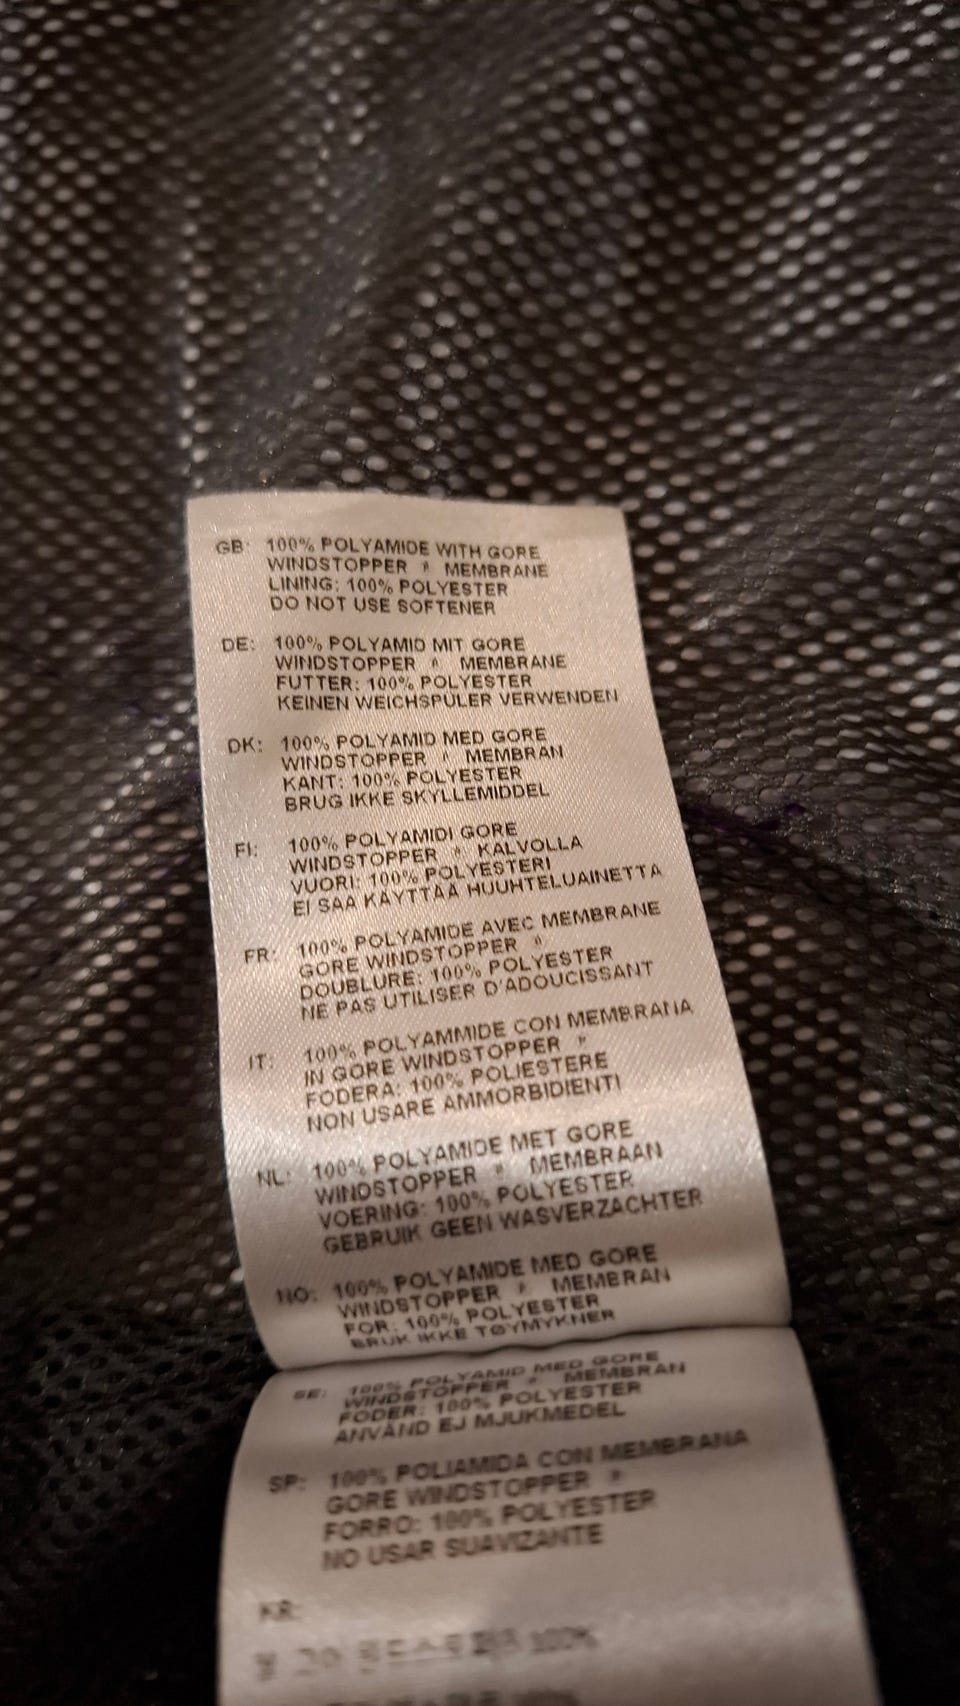 GB: 100% POLYAMIDE WITH GORE
WINDSTOPPER ® MEMBRANE
LINING: 100% POLYESTER
DO NOT USE SOFTENER
DE: 100% POLYAMID MIT GORE
WINDSTOPPER ® MEMBRANE
FUTTER: 100% POLYESTER
KEINEN WEICHSPÜLER VERWENDEN
DK: 100% POLYAMID MED GORE
WINDSTOPPER ® MEMBRAN
KANT: 100% POLYESTER
BRUG IKKE SKYLLEMIDDEL
FI: 100% POLYAMIDI GORE
WINDSTOPPER ® KALVOLLA
VUORI: 100% POLYESTERI
EI SAA KÄYTTÄÄ HUUHTELUAINETTA
FR: 100% POLYAMIDE AVEC MEMBRANE
GORE WINDSTOPPER ®
DOUBLURE: 100% POLYESTER
NE PAS UTILISER D'ADOUCISSANT
IT: 100% POLYAMMIDE CON MEMBRANA
IN GORE WINDSTOPPER ®
FODERA: 100% POLIESTERE
NON USARE AMMORBIDIENTI
NL: 100% POLYAMIDE MET GORE
WINDSTOPPER ® MEMBRAAN
VOERING: 100% POLYESTER
GEBRUIK GEEN WASVERZACHTER
NO: 100% POLYAMIDE MED GORE
WINDSTOPPER ® MEMBRAN
FOR: 100% POLYESTER
BRUK IKKE TØYMYKNER
SE: 100% POLYAMID MED GORE
WINDSTOPPER ® MEMBRAN
FODER: 100% POLYESTER
ANVÄND EJ MJUKMEDEL
SP: 100% POLIAMIDA CON MEMBRANA
GORE WINDSTOPPER ®
FORRO: 100% POLYESTER
NO USAR SUAVIZANTE
KR:
100%